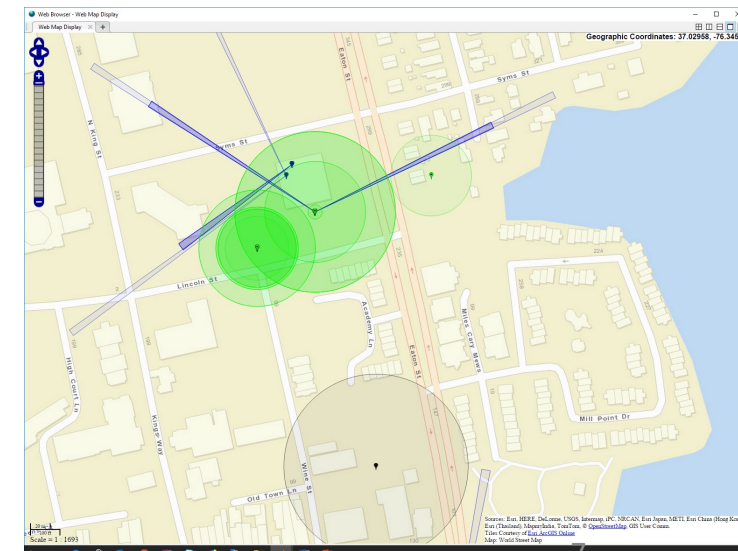 Web Browser - Web Map Display
Web Map Display
Geographic Coordinates: 37.02958, -76.345
N King St
Syms St
Syms St
Eaton St
Lincoln St
Academy Ln
Miles Cary Mews
Eaton St
High Court Ln
Kings Way
Wine St
Old Town Ln
Mill Point Dr
Scale = 1 : 1693
Sources: Esri, HERE, DeLorme, USGS, Intermap, iPC, NRCAN, Esri Japan, METI, Esri China (Hong Kon
Esri (Thailand), MapmyIndia, TomTom, © OpenStreetMap, GIS User Comm.
Tiles Courtesy of Esri ArcGIS Online
Map: World Street Map